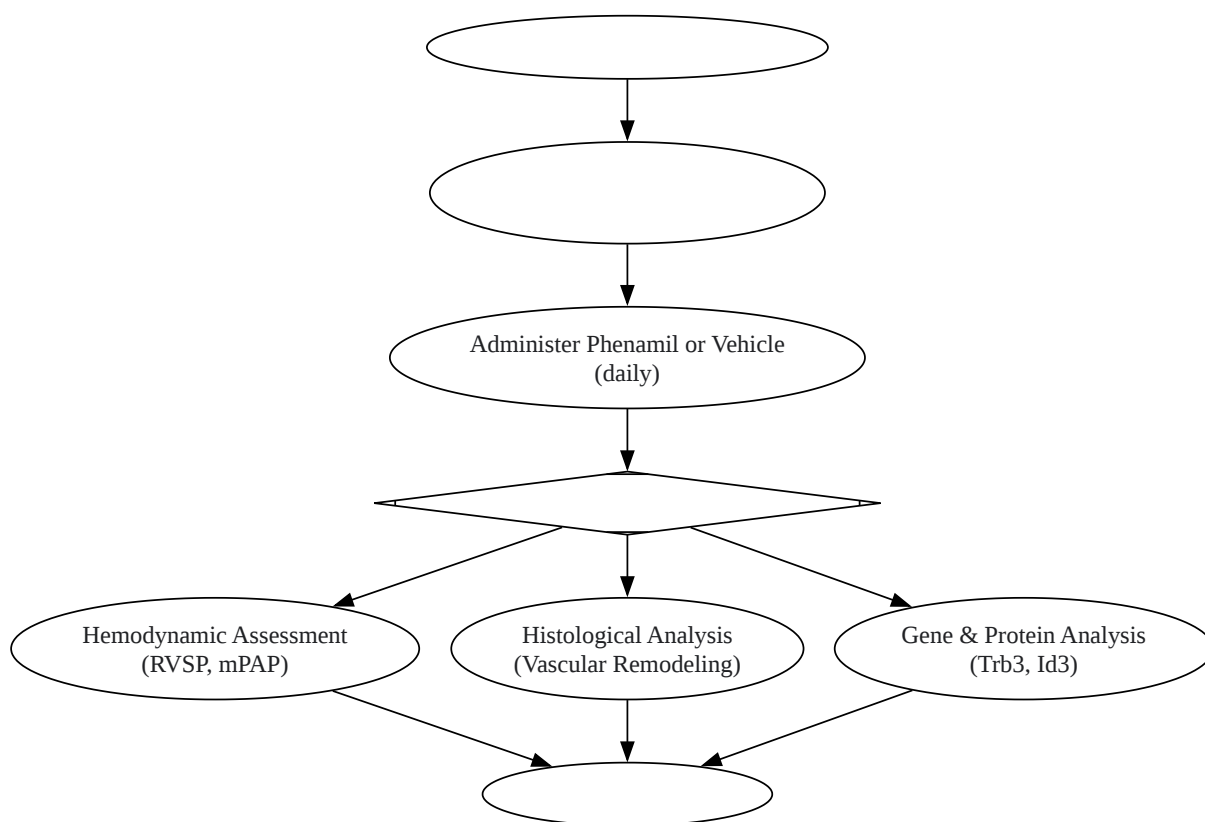 Administer Phenamil or Vehicle
(daily)
Hemodynamic Assessment
(RVSP, mPAP)
Histological Analysis
(Vascular Remodeling)
Gene & Protein Analysis
(Trb3, Id3)